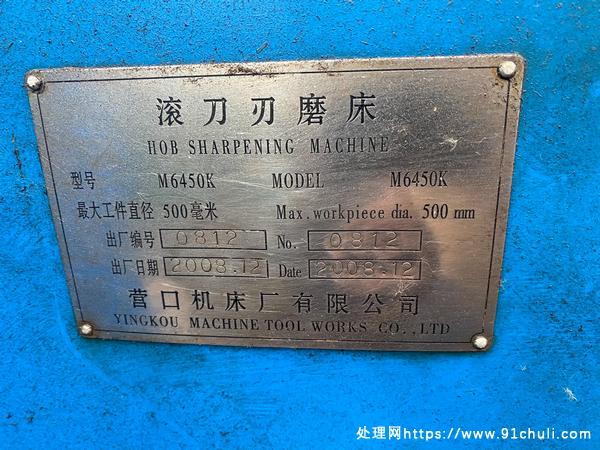 滚刀刃磨床
HOB SHARPENING MACHINE
型号 M6450K MODEL M6450K
最大工件直径 500毫米 Max. workpiece dia. 500 mm
出厂编号 0812 No. 0812
出厂日期 2008.12 Date 2008.12
营口机床厂有限公司
YINGKOU MACHINE TOOL WORKS CO.,LTD
处理网https://www.91chuli.com